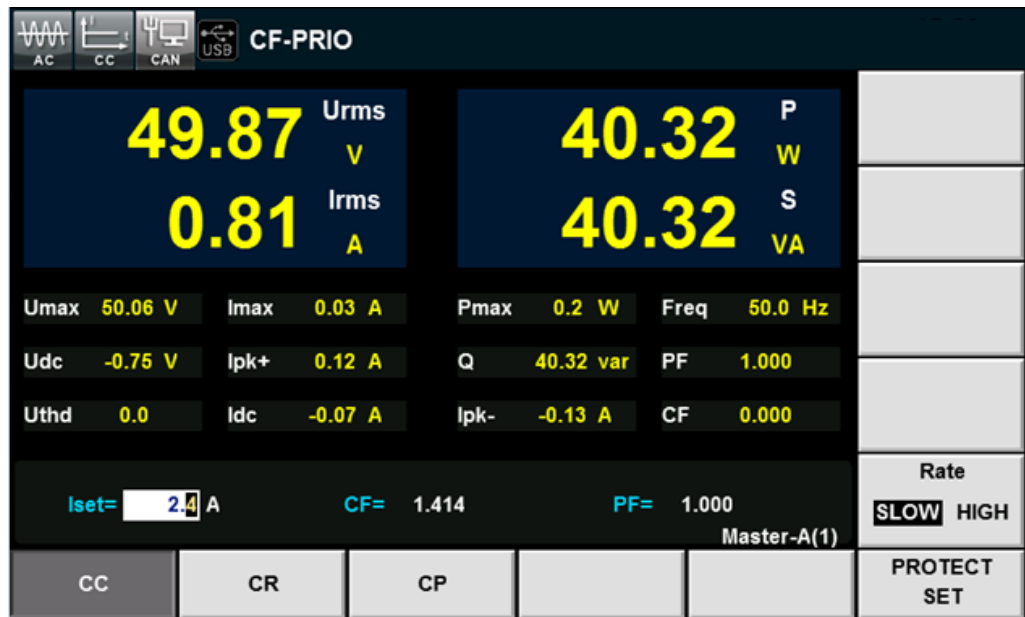 AC CC CAN USB CF-PRIO
49.87 Urms V 40.32 P W
0.81 Irms A 40.32 S VA
Umax 50.06 V Imax 0.03 A Pmax 0.2 W Freq 50.0 Hz
Udc -0.75 V Ipk+ 0.12 A Q 40.32 var PF 1.000
Uthd 0.0 Idc -0.07 A Ipk- -0.13 A CF 0.000
Rate
Iset= 2.4 A CF= 1.414 PF= 1.000 SLOW HIGH
Master-A(1)
CC CR CP PROTECT
SET